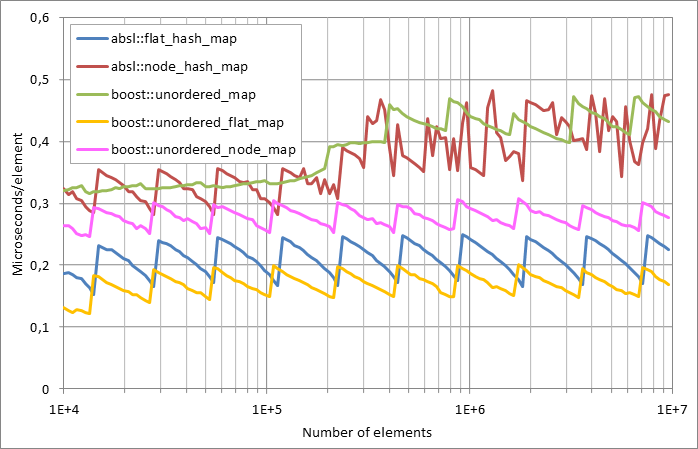 0,6
0,5
0,4
0,3
0,2
0,1
0
Microseconds/element
absl::flat_hash_map
absl::node_hash_map
boost::unordered_map
boost::unordered_flat_map
boost::unordered_node_map
1E+4 1E+5 1E+6 1E+7
Number of elements